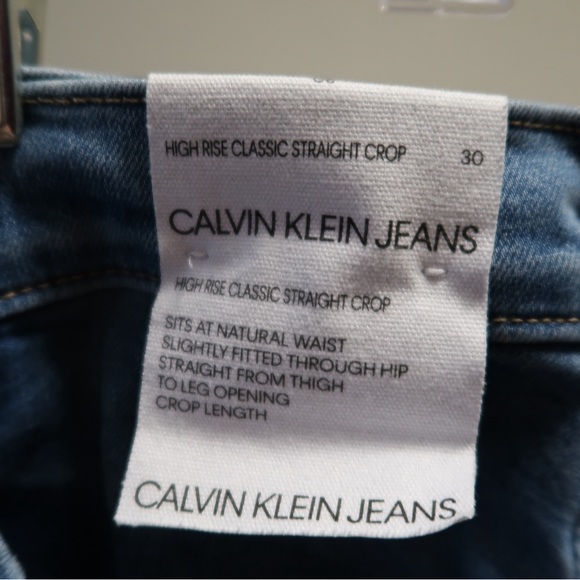 HIGH RISE CLASSIC STRAIGHT CROP 30
CALVIN KLEIN JEANS
HIGH RISE CLASSIC STRAIGHT CROP
SITS AT NATURAL WAIST
SLIGHTLY FITTED THROUGH HIP
STRAIGHT FROM THIGH
TO LEG OPENING
CROP LENGTH
CALVIN KLEIN JEANS